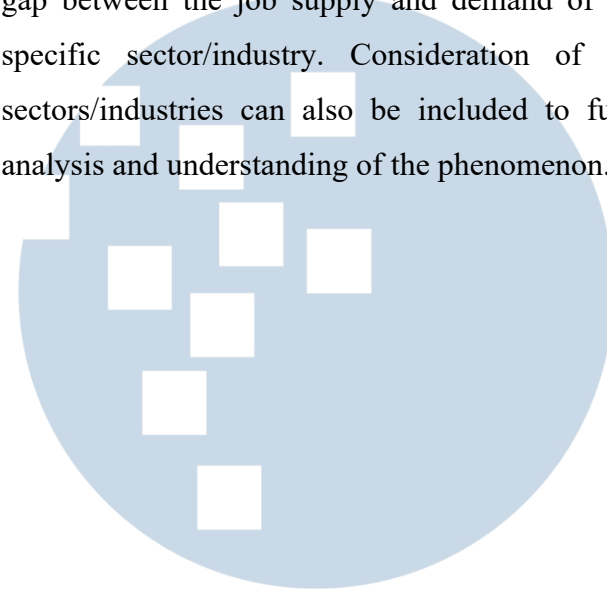 gap between the job supply and demand of
specific sector/industry. Consideration of
sectors/industries can also be included to fu
analysis and understanding of the phenomenon.